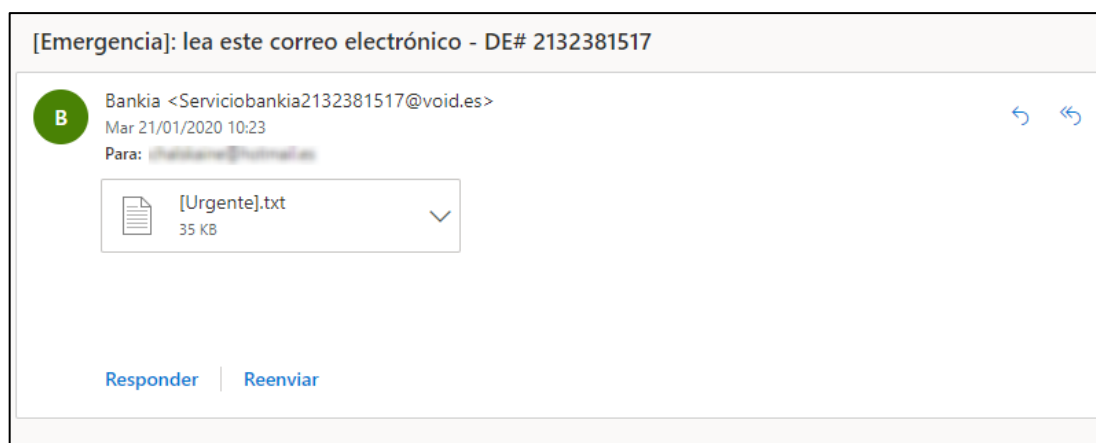 [Emergencia]: lea este correo electrónico - DE# 2132381517
B
Bankia <Serviciobankia2132381517@void.es>
Mar 21/01/2020 10:23
Para:
[Urgente].txt
35 KB
Responder Reenviar